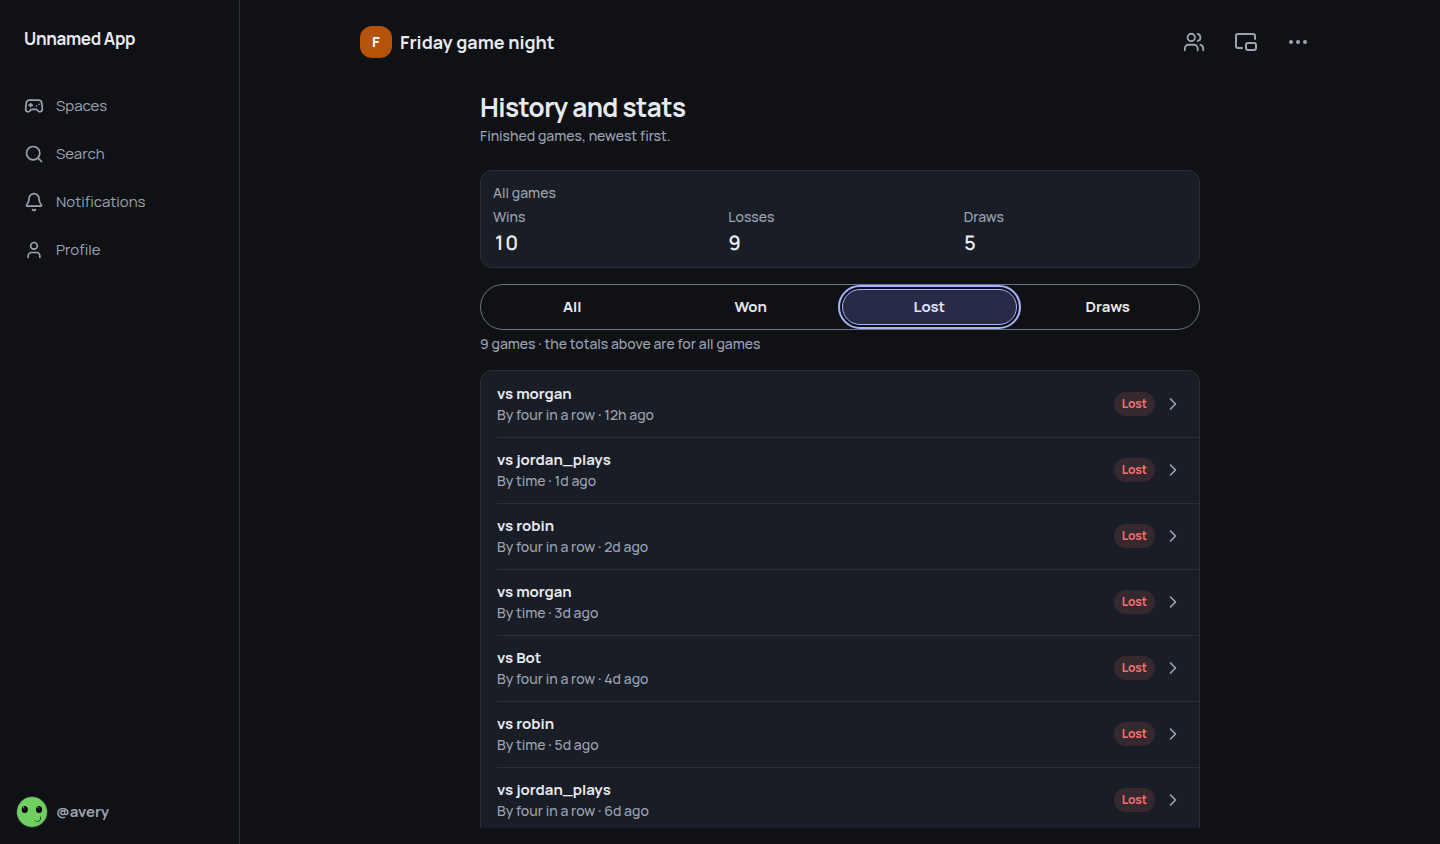 Unnamed App
Spaces
Search
Notifications
Profile
@avery
F Friday game night
History and stats
Finished games, newest first.
All games
Wins Losses Draws
10 9 5
All Won Lost Draws
9 games · the totals above are for all games
vs morgan
By four in a row · 12h ago
Lost
vs jordan_plays
By time · 1d ago
Lost
vs robin
By four in a row · 2d ago
Lost
vs morgan
By time · 3d ago
Lost
vs Bot
By four in a row · 4d ago
Lost
vs robin
By time · 5d ago
Lost
vs jordan_plays
By four in a row · 6d ago
Lost